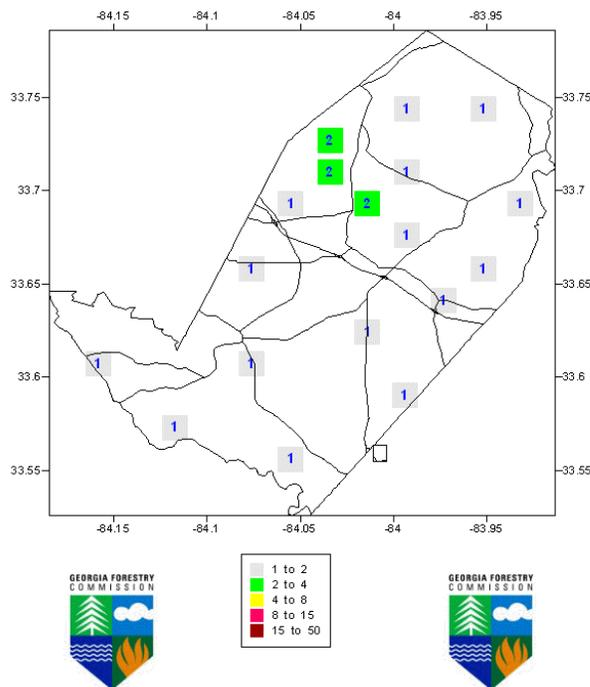 -84.15 -84.1 -84.05 -84 -83.95
33.75 1 1 33.75
2
2 1
33.7 1 2 1 33.7
1
1 1
33.65 1 33.65
1
33.6 1 1 33.6
1
1
1
33.55 33.55
-84.15 -84.1 -84.05 -84 -83.95
GEORGIA FORESTRY
COMMISSION
1 to 2
2 to 4
4 to 8
8 to 15
15 to 50
GEORGIA FORESTRY
COMMISSION